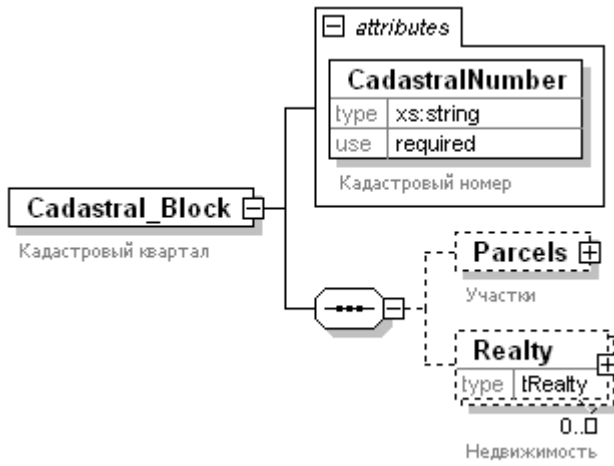 attributes
CadastralNumber
type xs:string
use required
Кадастровый номер
Cadastral_Block
Кадастровый квартал
Parcels
Участки
Realty
type tRealty
0..
Недвижимость